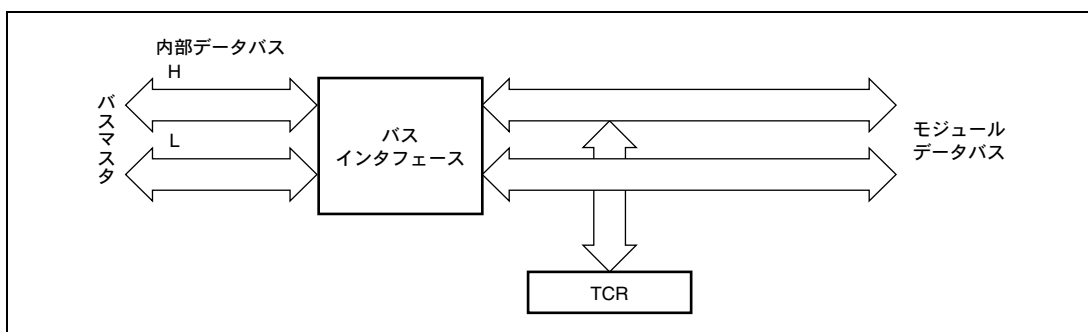 内部データバス
H
バスマスタ
L
バス
インタフェース
モジュール
データバス
TCR